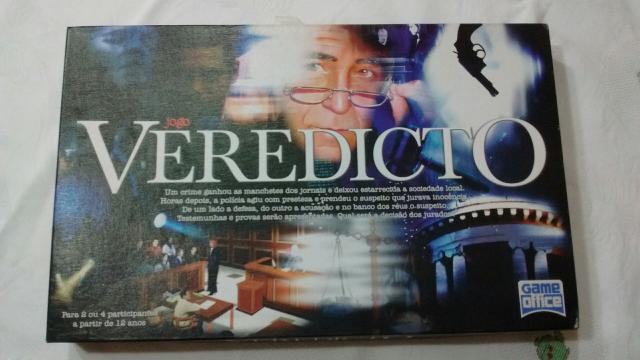 jogo
VEREDICTO
Um crime ganhou as manchetes dos jornais e deixou estarrecida a sociedade local.
Horas depois, a polícia agiu com presteza e prendeu o suspeito que jurava inocência.
De um lado a defesa, do outro a acusação e no banco dos réus o suspeito.
Testemunhas e provas serão apresentadas. Qual será a decisão dos jurados
Para 2 ou 4 participantes
a partir de 12 anos
GAME
office